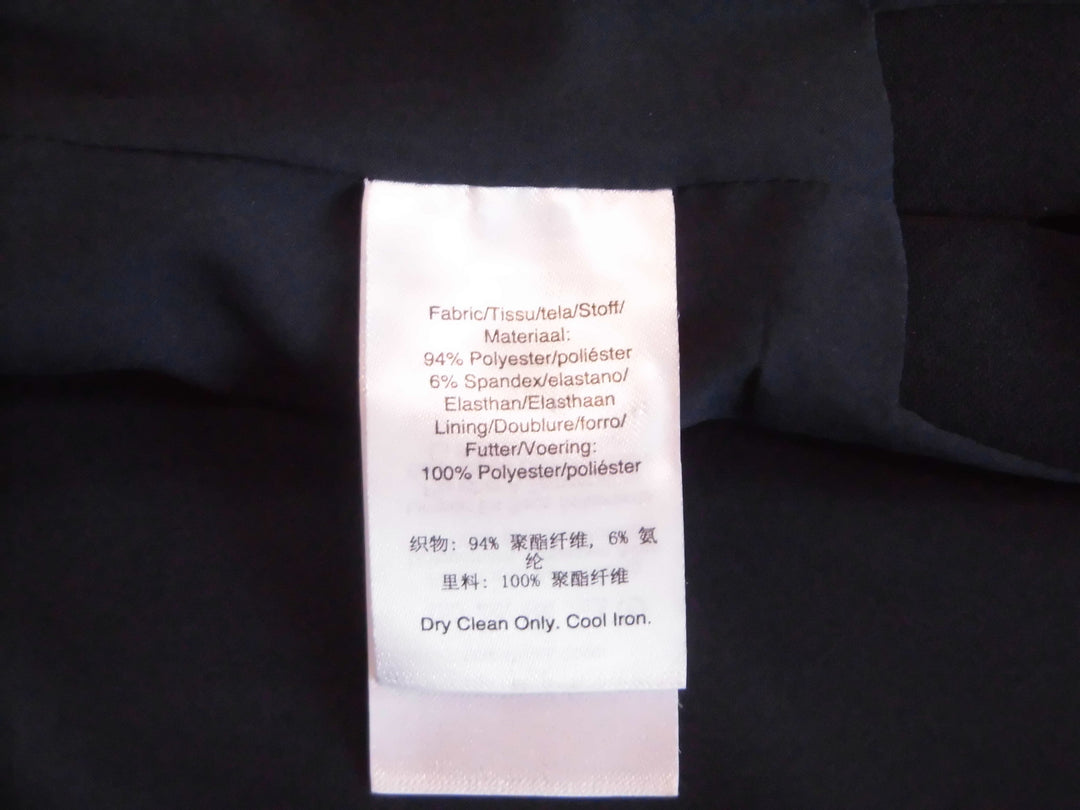 Fabric/Tissu/tela/Stoff/
Materiaal:
94% Polyester/poliéster
6% Spandex/elastano/
Elasthan/Elasthaan
Lining/Doublure/forro/
Futter/Voering:
100% Polyester/poliéster
织物: 94% 聚酯纤维, 6% 氨
纶
里料: 100% 聚酯纤维
Dry Clean Only. Cool Iron.